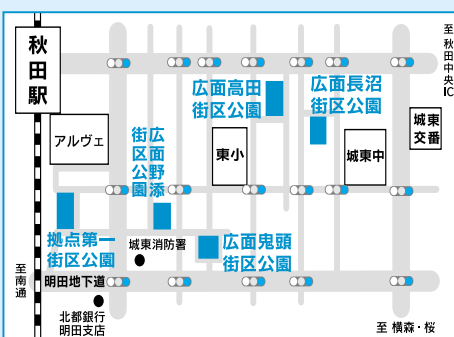 秋田駅
至 秋田中央IC
広面高田
街区公園
広面長沼
街区公園
城東
交番
アルヴェ
広面野添
街区公園
東小
城東中
拠点第一
街区公園
城東消防署
広面鬼頭
街区公園
至南通
明田地下道
北都銀行
明田支店
至 横森・桜